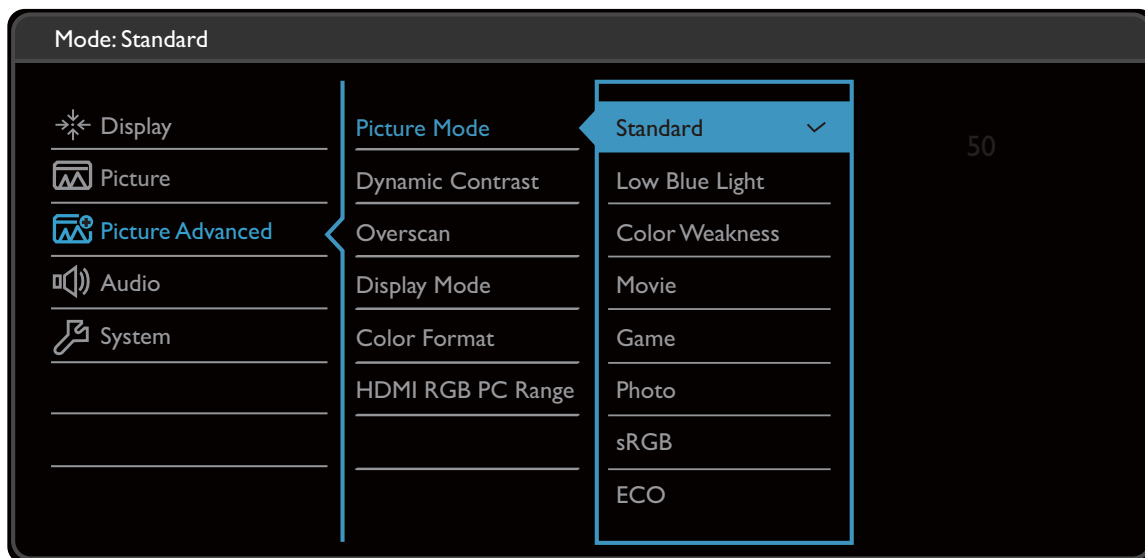 Mode: Standard
Display
Picture
Picture Advanced
Audio
System
Picture Mode
Dynamic Contrast
Overscan
Display Mode
Color Format
HDMI RGB PC Range
Standard
Low Blue Light
Color Weakness
Movie
Game
Photo
sRGB
ECO
50